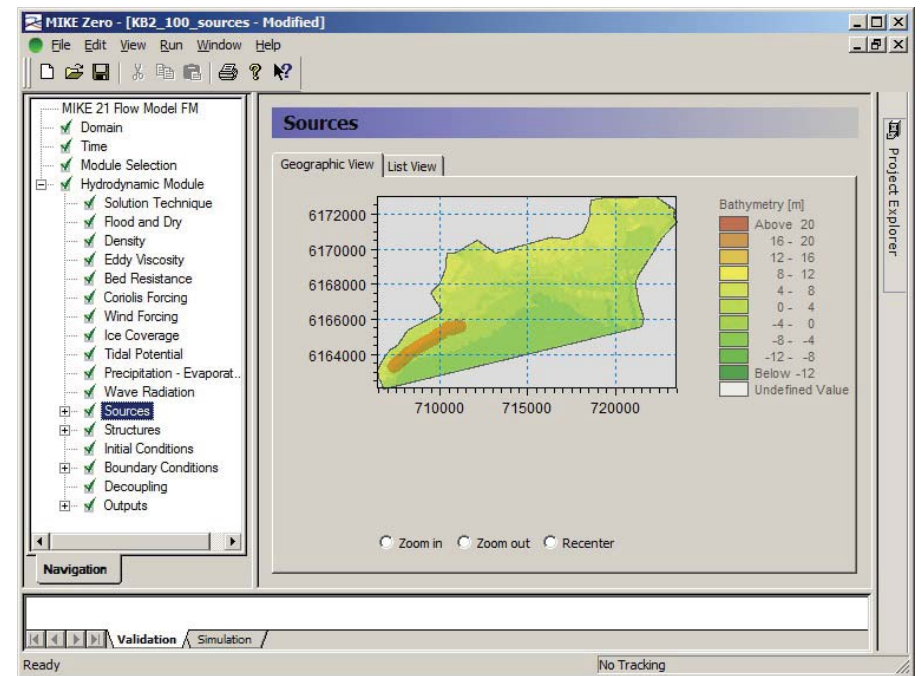 MIKE Zero - [KB2_100_sources - Modified]
File Edit View Run Window Help
MIKE 21 Flow Model FM
Domain
Time
Module Selection
Hydrodynamic Module
Solution Technique
Flood and Dry
Density
Eddy Viscosity
Bed Resistance
Coriolis Forcing
Wind Forcing
Ice Coverage
Tidal Potential
Precipitation - Evaporat..
Wave Radiation
Sources
Structures
Initial Conditions
Boundary Conditions
Decoupling
Outputs
Navigation
Sources
Geographic View List View
6172000
6170000
6168000
6166000
6164000
710000 715000 720000
Bathymetry [m]
Above 20
16 - 20
12 - 16
8 - 12
4 - 8
0 - 4
-4 - 0
-8 - -4
-12 - -8
Below -12
Undefined Value
Zoom in Zoom out Recenter
Project Explorer
Validation Simulation
Ready No Tracking